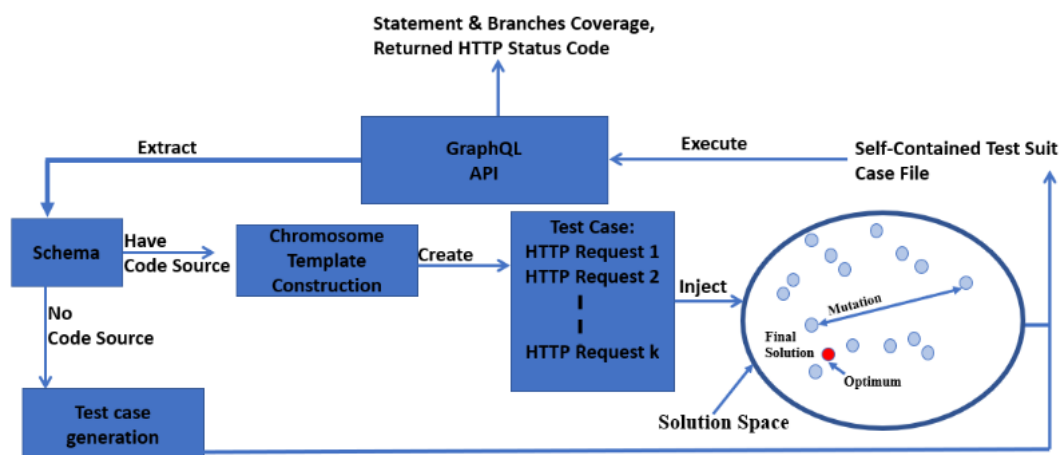 Statement & Branches Coverage,
Returned HTTP Status Code
Extract
GraphQL
API
Execute
Self-Contained Test Suit
Case File
Schema
Have
Code Source
Chromosome
Template
Construction
Create
Test Case:
HTTP Request 1
HTTP Request 2
HTTP Request k
Inject
Mutation
Final
Solution
Optimum
Solution Space
No
Code Source
Test case
generation